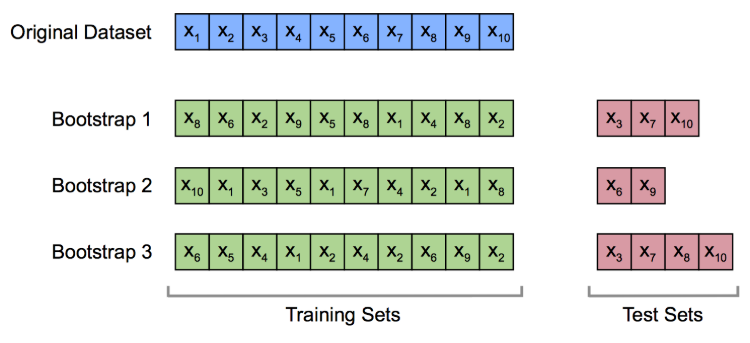 Original Dataset x₁ x₂ x₃ x₄ x₅ x₆ x₇ x₈ x₉ x₁₀
Bootstrap 1 x₈ x₆ x₂ x₉ x₅ x₈ x₁ x₄ x₈ x₂ x₃ x₇ x₁₀
Bootstrap 2 x₁₀ x₁ x₃ x₅ x₁ x₇ x₄ x₂ x₁ x₈ x₆ x₉
Bootstrap 3 x₆ x₅ x₄ x₁ x₂ x₄ x₂ x₆ x₉ x₂ x₃ x₇ x₈ x₁₀
Training Sets Test Sets